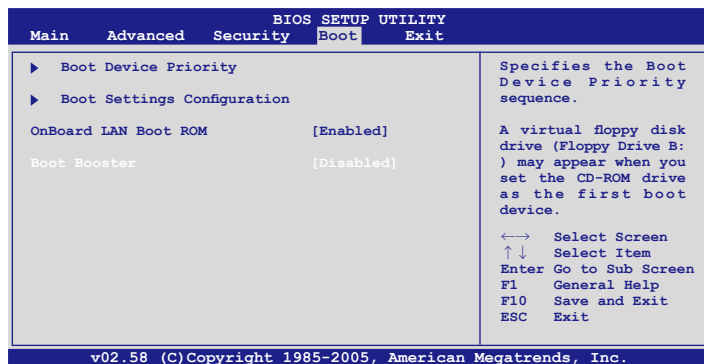 BIOS SETUP UTILITY
Main Advanced Security Boot Exit
Boot Device Priority
Boot Settings Configuration
OnBoard LAN Boot ROM [Enabled]
Boot Booster [Disabled]
Specifies the Boot
Device Priority
sequence.
A virtual floppy disk
drive (Floppy Drive B:
) may appear when you
set the CD-ROM drive
as the first boot
device.
←→ Select Screen
↑↓ Select Item
Enter Go to Sub Screen
F1 General Help
F10 Save and Exit
ESC Exit
v02.58 (C)Copyright 1985-2005, American Megatrends, Inc.